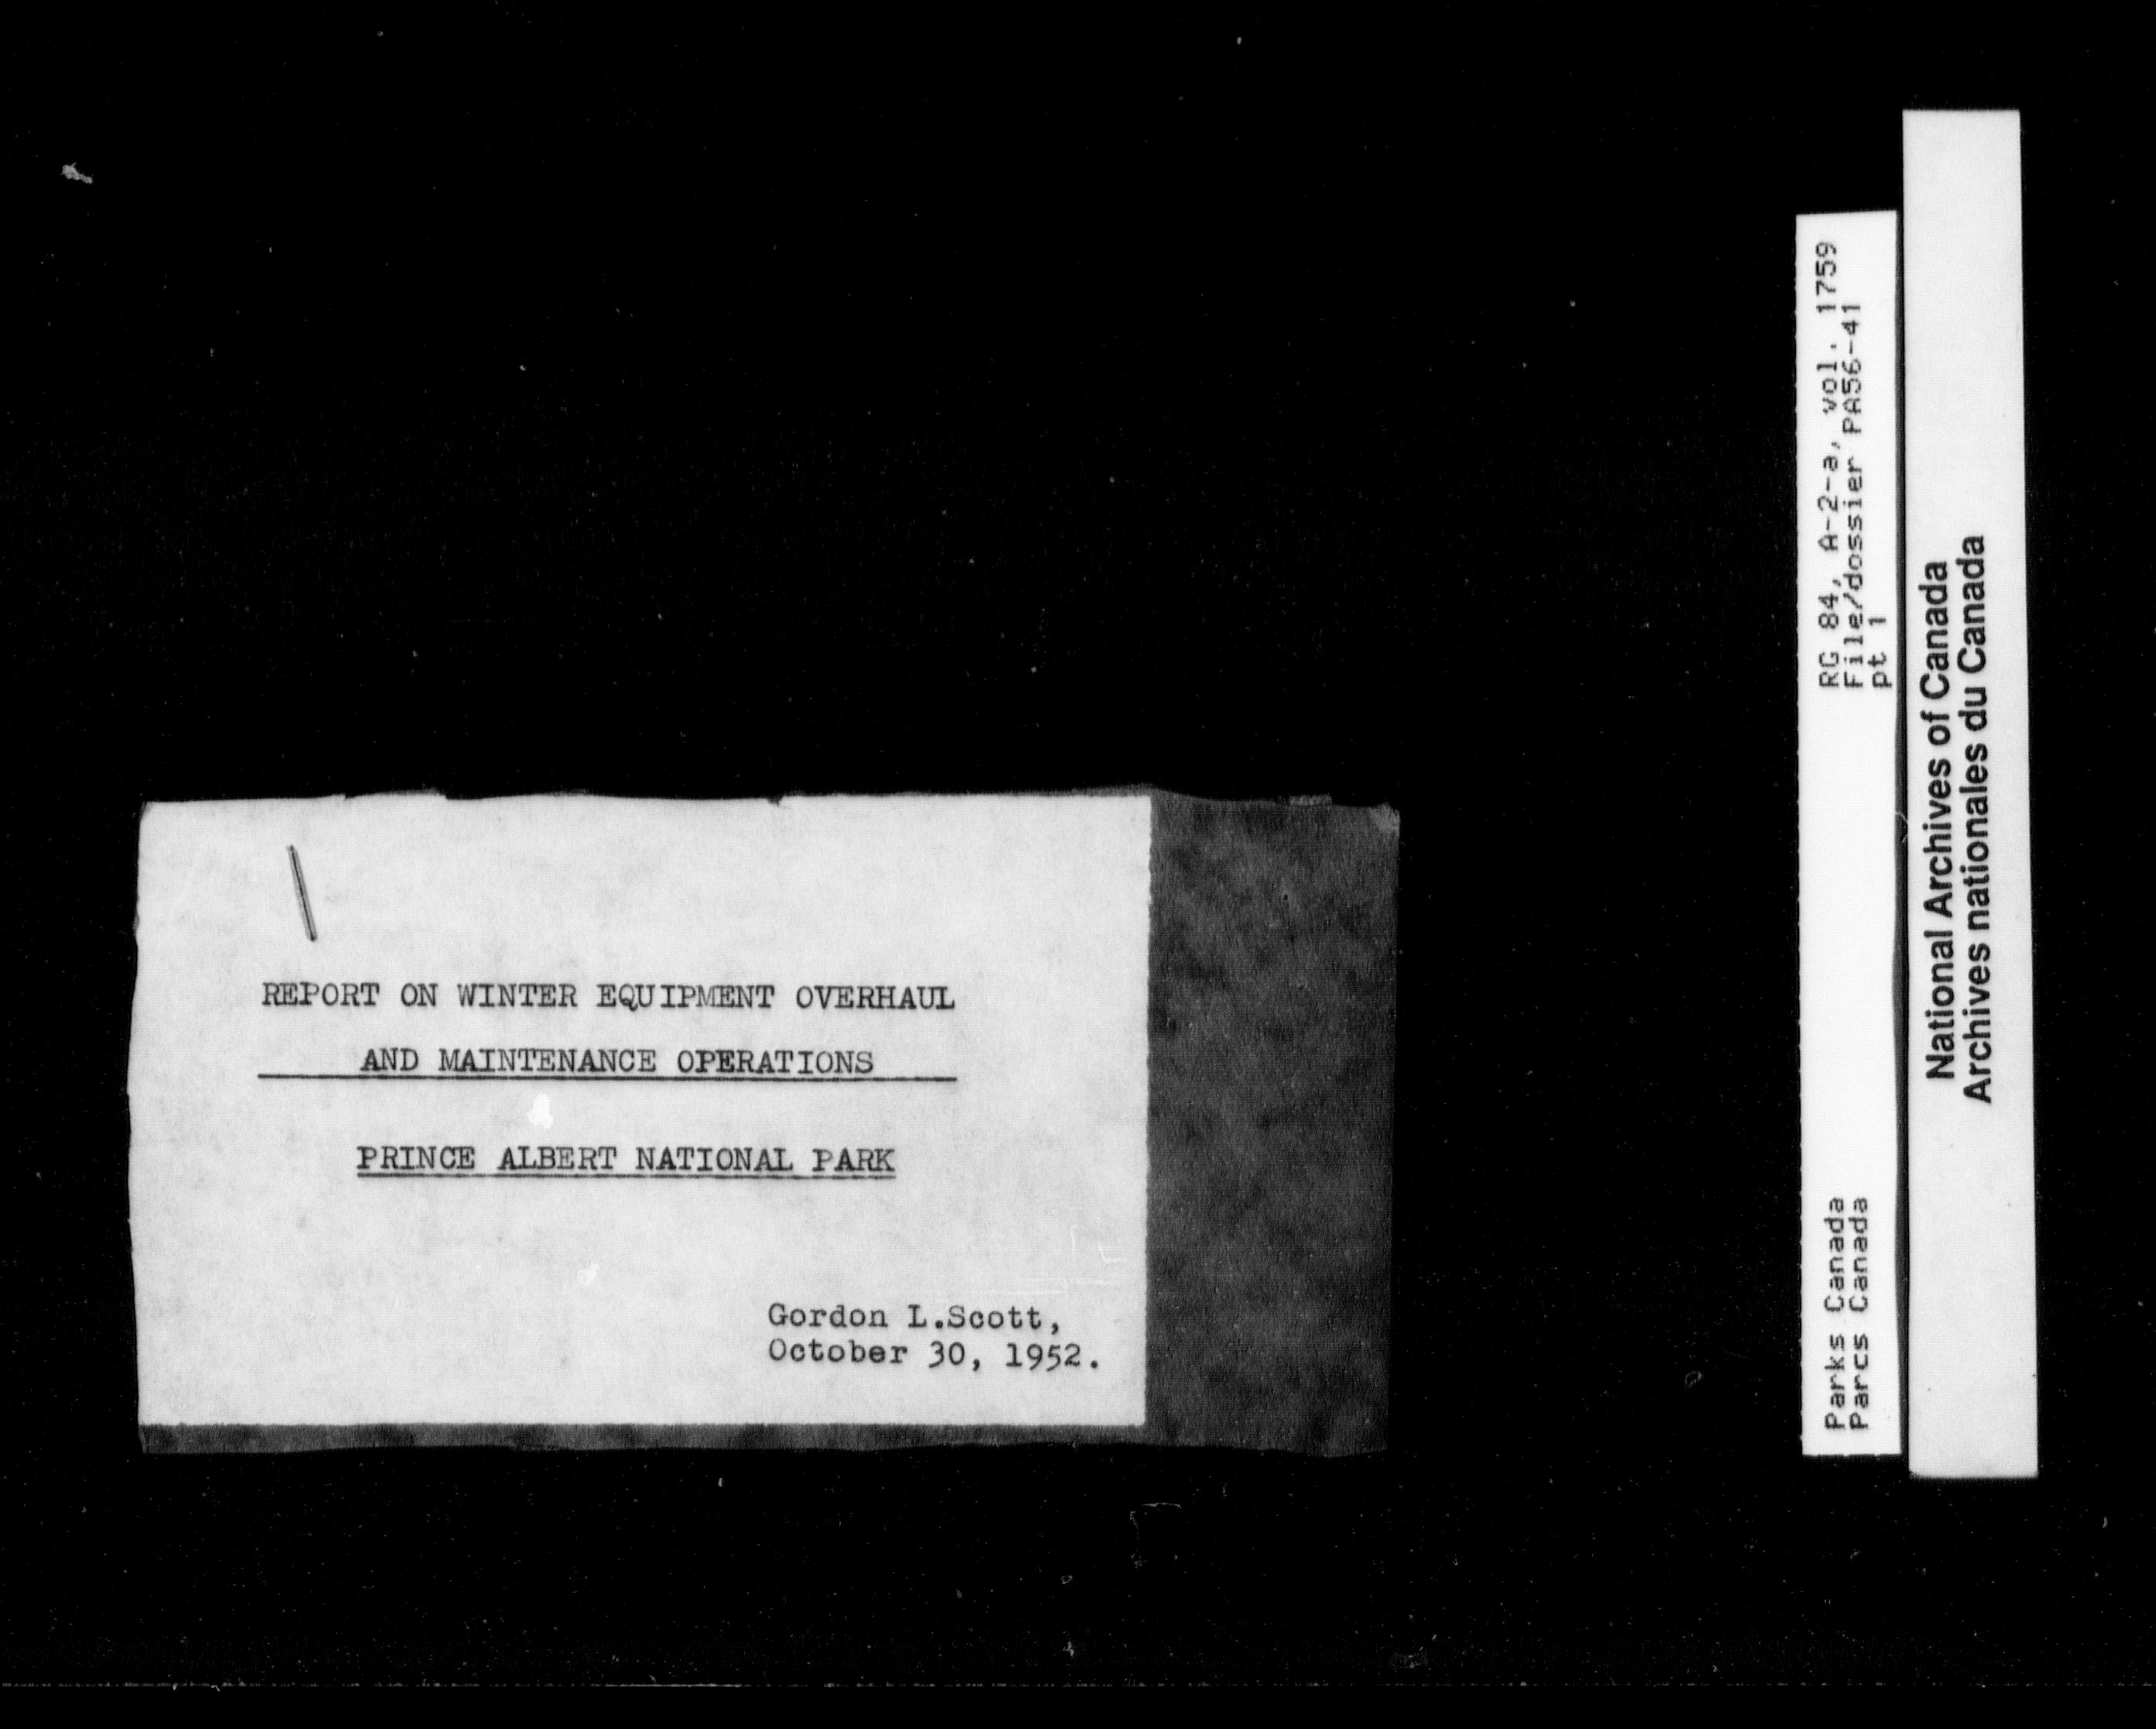 REPORT ON WINTER EQUIPMENT OVERHAUL
AND MAINTENANCE OPERATIONS
PRINCE ALBERT NATIONAL PARK
Gordon L.Scott,
October 30, 1952.
Parks Canada
Parcs Canada
RG 84, A-2-a, vol. 1759
File/dossier PA56-41
pt 1
National Archives of Canada
Archives nationales du Canada